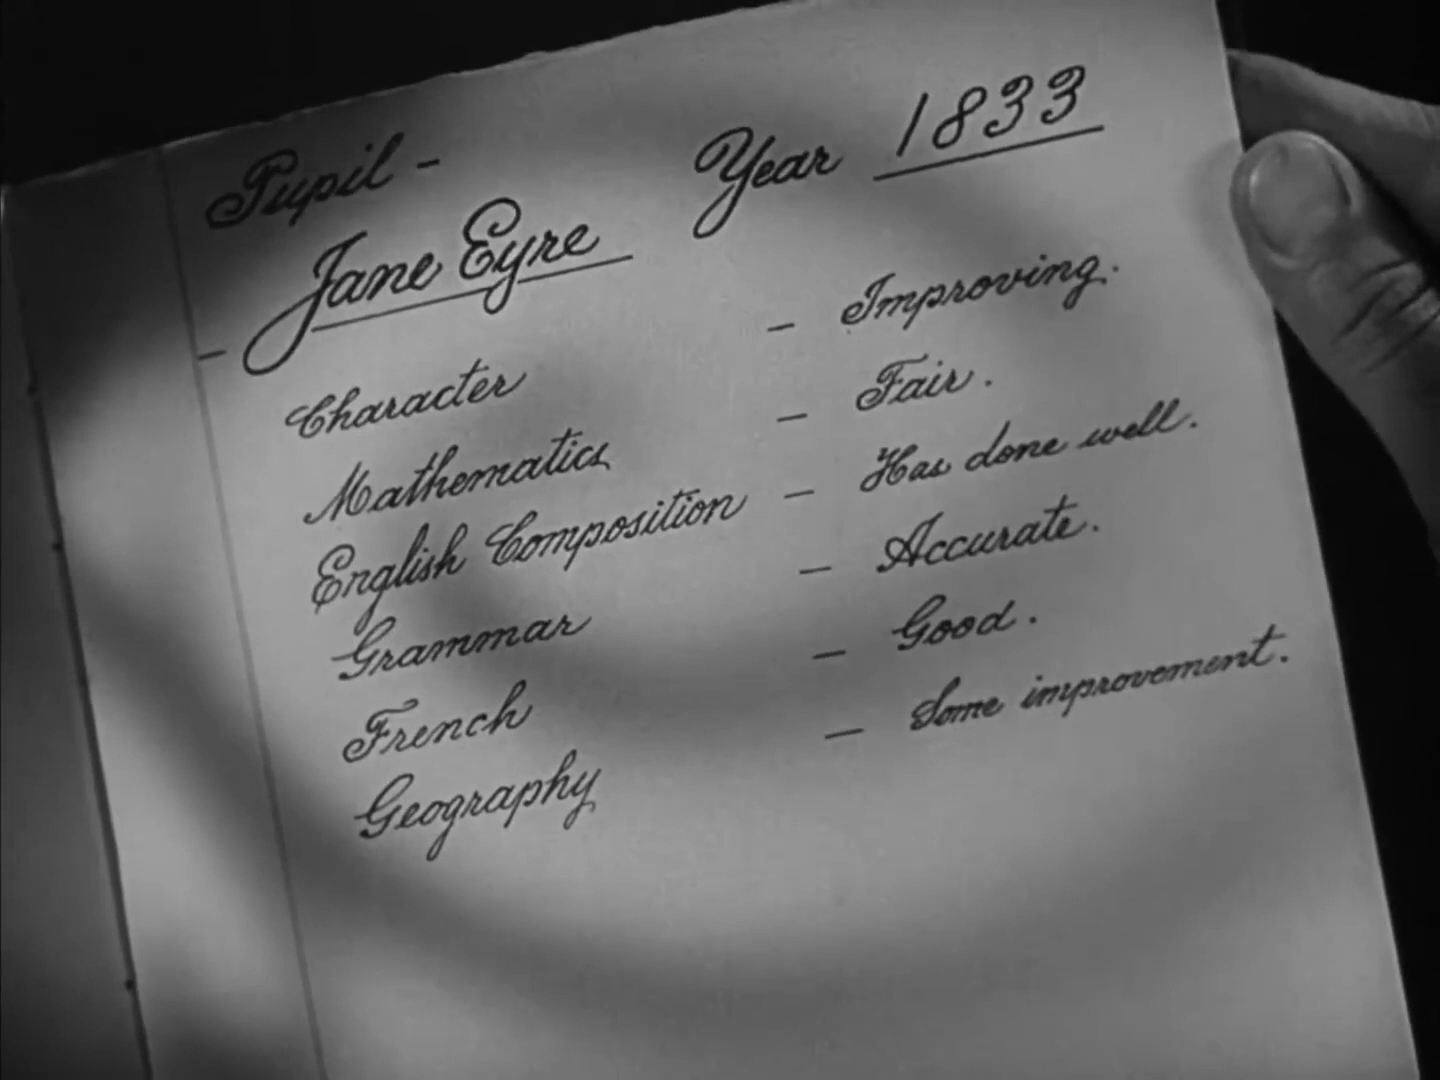 Pupil -
Year 1833
- Jane Eyre
Character - Improving.
Mathematics - Fair.
English Composition - Has done well.
Grammar - Accurate.
French - Good.
Geography - Some improvement.